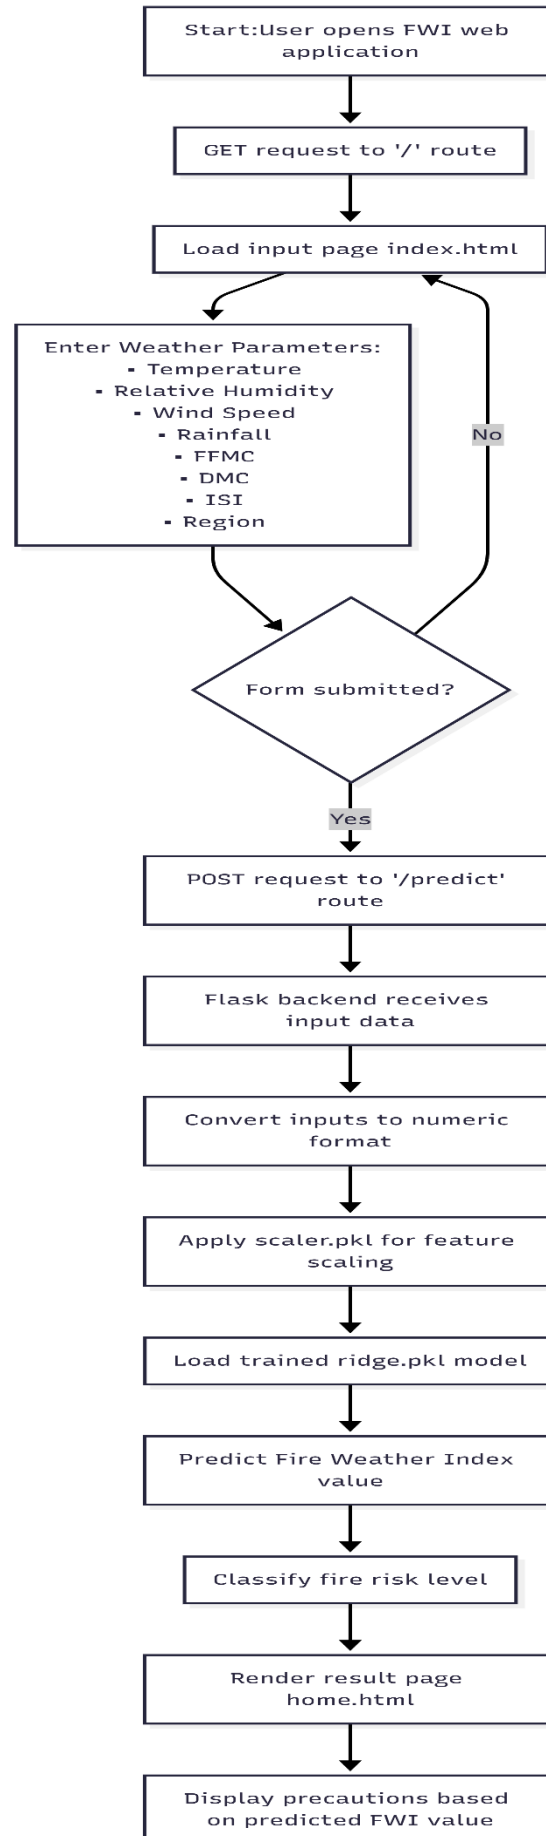 Start:User opens FWI web
application
GET request to '/' route
Load input page index.html
Enter Weather Parameters:
- Temperature
- Relative Humidity
- Wind Speed
- Rainfall
- FFMC
- DMC
- ISI
- Region
No
Form submitted?
Yes
POST request to '/predict'
route
Flask backend receives
input data
Convert inputs to numeric
format
Apply scaler.pkl for feature
scaling
Load trained ridge.pkl model
Predict Fire Weather Index
value
Classify fire risk level
Render result page
home.html
Display precautions based
on predicted FWI value